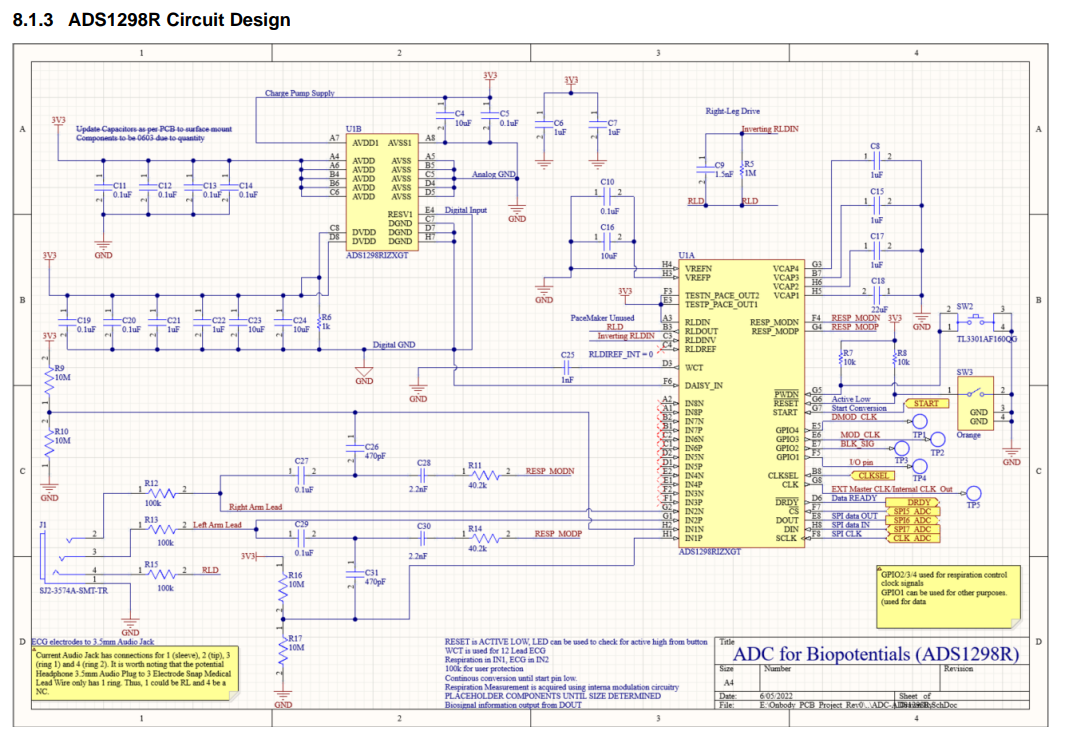 8.1.3 ADS1298R Circuit Design
1
2
3
4
A
B
C
D
3V3
Update Capacitors as per PCB to surface mount
Components to be 0603 due to quantity
C11
0.1uF
C12
0.1uF
C13
0.1uF
C14
0.1uF
GND
Charge Pump Supply
3V3
C4
10uF
C5
0.1uF
U1B
A7 AVDD1 AVSS1 A8
A4 AVDD AVSS A5
A6 AVDD AVSS B5
B4 AVDD AVSS C5
B6 AVDD AVSS D4
C6 AVDD AVSS D5
RESV1 E4
DGND C7
C8 DVDD DGND D7
D8 DVDD DGND H7
ADS1298RIZXGT
Analog GND
GND
Digital Input
3V3
C6
1uF
C7
1uF
Right-Leg Drive
Inverting RLDIN
C9
1.5nF
R5
1M
RLD
RLD
C8
1uF
C15
1uF
C17
1uF
C18
22uF
GND
C10
0.1uF
C16
10uF
GND
3V3
C19
0.1uF
C20
0.1uF
C21
1uF
C22
1uF
C23
10uF
C24
10uF
R6
1k
Digital GND
GND
GND
3V3
PaceMaker Unused
RLD
Inverting RLDIN
RLDIREF_INT = 0
C25
1nF
U1A
H4 VREFN
H3 VREFP
F3 TESTN_PACE_OUT2
E3 TESTP_PACE_OUT1
A3 RLDIN
B3 RLDOUT
C3 RLDINV
C4 RLDREF
D3 WCT
F6 DAISY_IN
A2 IN8N
A1 IN8P
B2 IN7N
B1 IN7P
C2 IN6N
C1 IN6P
D2 IN5N
D1 IN5P
E2 IN4N
E1 IN4P
F2 IN3N
F1 IN3P
G2 IN2N
G1 IN2P
H2 IN1N
H1 IN1P
VCAP4 G3
VCAP3 B7
VCAP2 H6
VCAP1 H5
RESP_MODN F4 RESP_MODN
RESP_MODP G4 RESP_MODP
PWDN G5
RESET G6 Active Low
START G7 Start Conversion
START
GPIO4 E5 DMOD_CLK
GPIO3 E6 MOD_CLK
GPIO2 E7 BLK_SIG
GPIO1 F5 I/O pin
CLKSEL B8 CLKSEL
CLK G8 EXT Master CLK/Internal CLK_Out
DRDY D6 Data READY DRDY
CS F7 SPI5_ADC
DOUT E8 SPI data OUT SPI6_ADC
DIN H8 SPI data IN SPI7_ADC
SCLK F8 SPI CLK CLK_ADC
ADS1298RIZXGT
TP1
TP2
TP3
TP4
TP5
3V3
R7
10k
R8
10k
SW2
TL3301AF160QG
SW3
GND
GND
Orange
GND
3V3
R9
10M
R10
10M
GND
C26
470pF
C27
0.1uF
C28
2.2nF
R11
40.2k
RESP_MODN
R12
100k
Right Arm Lead
R13
100k
Left Arm Lead
C29
0.1uF
C30
2.2nF
R14
40.2k
RESP_MODP
J1
SJ2-3574A-SMT-TR
R15
100k
RLD
GND
3V3
R16
10M
C31
470pF
R17
10M
GND
ECG electrodes to 3.5mm Audio Jack
Current Audio Jack has connections for 1 (sleeve), 2 (tip), 3
(ring 1) and 4 (ring 2). It is worth noting that the potential
Headphone 3.5mm Audio Plug to 3 Electrode Snap Medical
Lead Wire only has 1 ring. Thus, 1 could be RL and 4 be a
NC.
RESET is ACTIVE LOW, LED can be used to check for active high from button
WCT is used for 12 Lead ECG
Respiration in IN1, ECG in IN2
100k for user protection
Continous conversion until start pin low.
Respiration Measurement is acquired using interna modulation circuitry
PLACEHOLDER COMPONENTS UNTIL SIZE DETERMINED
Biosignal information output from DOUT
GPIO2/3/4 used for respiration control
clock signals
GPIO1 can be used for other purposes.
(used for data
Title
ADC for Biopotentials (ADS1298R)
Size Number Revision
A4
Date: 6/05/2022 Sheet of
File:
1
2
3
4
A
B
C
D